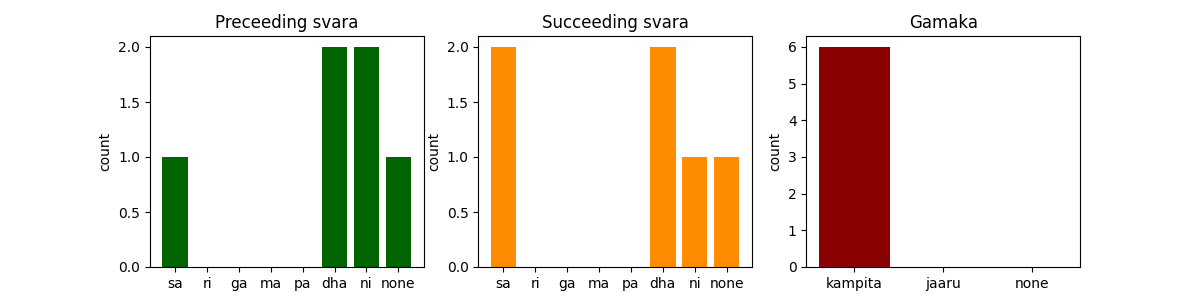 Preceeding svara
count
2.0
1.5
1.0
0.5
0.0
sa ri ga ma pa dha ni none
Succeeding svara
count
2.0
1.5
1.0
0.5
0.0
sa ri ga ma pa dha ni none
Gamaka
count
6
5
4
3
2
1
0
kampita jaaru none